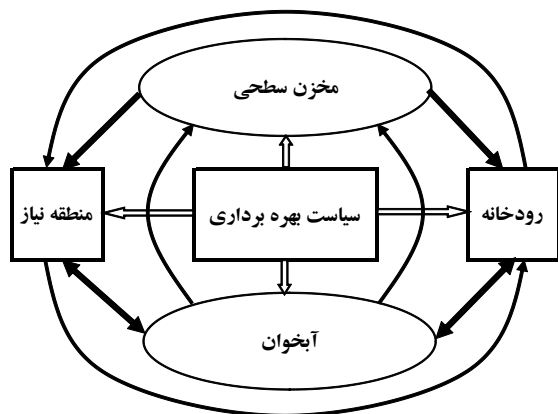 مخزن سطحی
رودخانه
سیاست بهره برداری
منطقه نیاز
آبخوان